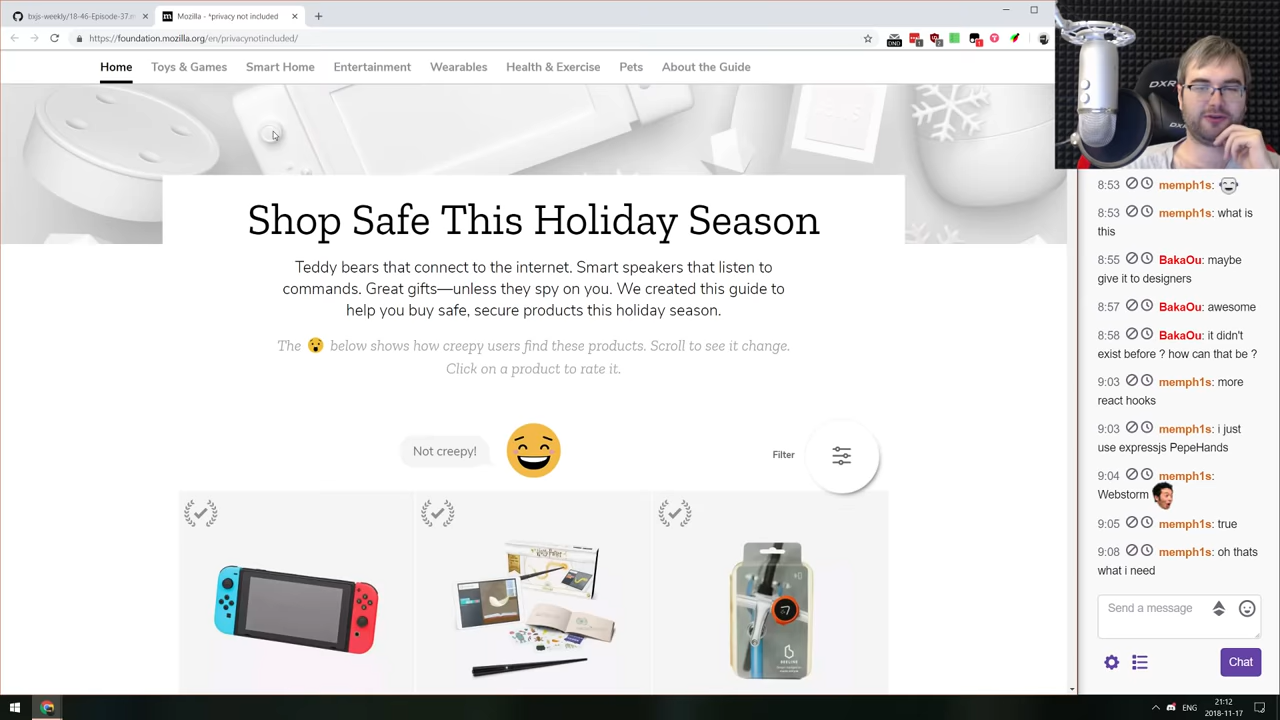 bxjs-weekly/18-46-Episode-37.m
Mozilla - *privacy not included
https://foundation.mozilla.org/en/privacynotincluded/
Home
Toys & Games
Smart Home
Entertainment
Wearables
Health & Exercise
Pets
About the Guide
Shop Safe This Holiday Season
Teddy bears that connect to the internet. Smart speakers that listen to
commands. Great gifts—unless they spy on you. We created this guide to
help you buy safe, secure products this holiday season.
The 😮 below shows how creepy users find these products. Scroll to see it change.
Click on a product to rate it.
Not creepy!
Filter
8:53 memph1s:
8:53 memph1s: what is
this
8:55 BakaOu: maybe
give it to designers
8:57 BakaOu: awesome
8:58 BakaOu: it didn't
exist before ? how can that be ?
9:03 memph1s: more
react hooks
9:03 memph1s: i just
use expressjs PepeHands
9:04 memph1s:
Webstorm
9:05 memph1s: true
9:08 memph1s: oh thats
what i need
Send a message
Chat
ENG
21:12
2018-11-17